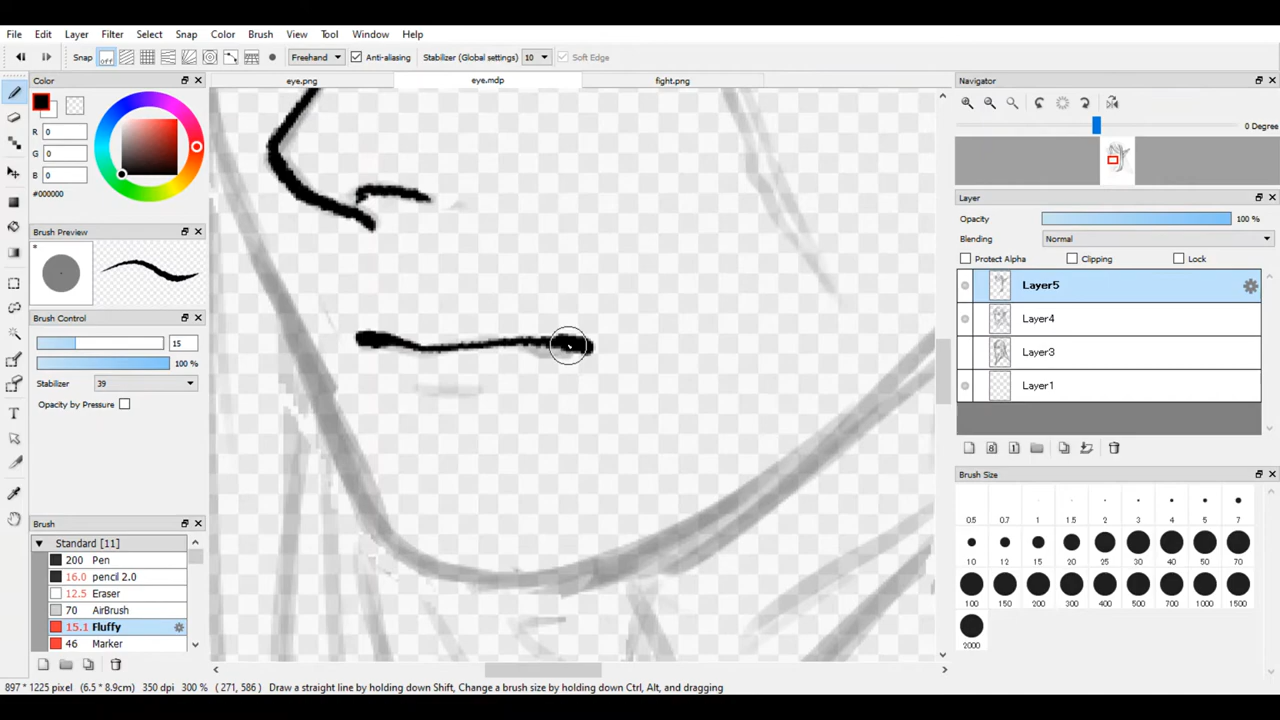 File Edit Layer Filter Select Snap Color Brush View Tool Window Help
Snap off Freehand Anti-aliasing Stabilizer (Global settings) 10 Soft Edge
Color
R 0
G 0
B 0
#000000
Brush Preview
*
Brush Control
15
100 %
Stabilizer 39
Opacity by Pressure
Brush
Standard [11]
200 Pen
16.0 pencil 2.0
12.5 Eraser
70 AirBrush
15.1 Fluffy
46 Marker
eye.png eye.mdp fight.png
Navigator
0 Degree
Layer
Opacity 100 %
Blending Normal
Protect Alpha Clipping Lock
Layer5
Layer4
Layer3
Layer1
8 1
Brush Size
0.5 0.7 1 1.5 2 3 4 5 7
10 12 15 20 25 30 40 50 70
100 150 200 300 400 500 700 1000 1500
2000
897 * 1225 pixel (6.5 * 8.9cm) 350 dpi 300 % ( 271, 586 ) Draw a straight line by holding down Shift, Change a brush size by holding down Ctrl, Alt, and dragging